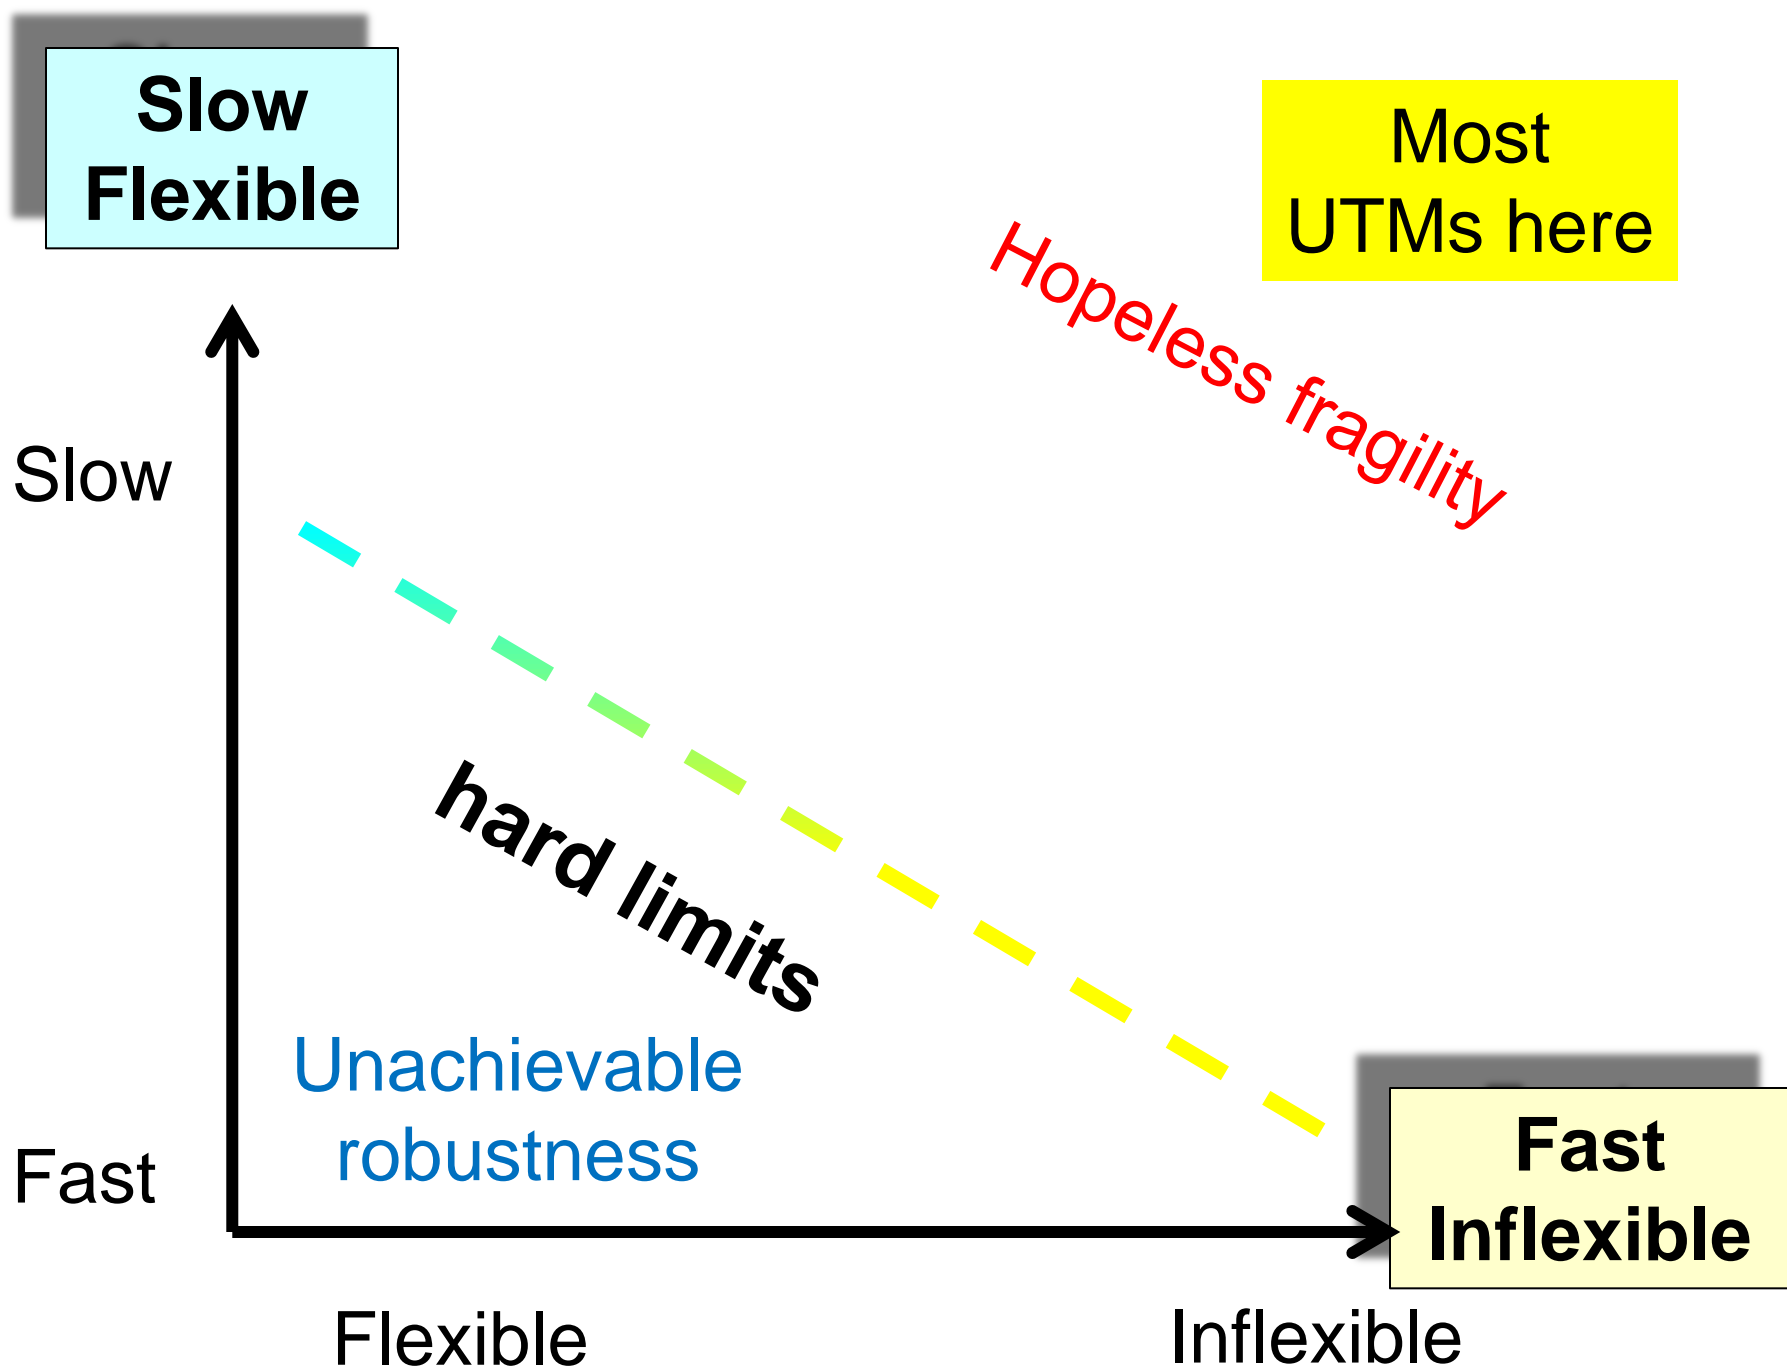 Slow
Flexible
Most
UTMs here
Hopeless fragility
Slow
hard limits
Unachievable
robustness
Fast
Fast
Inflexible
Flexible
Inflexible